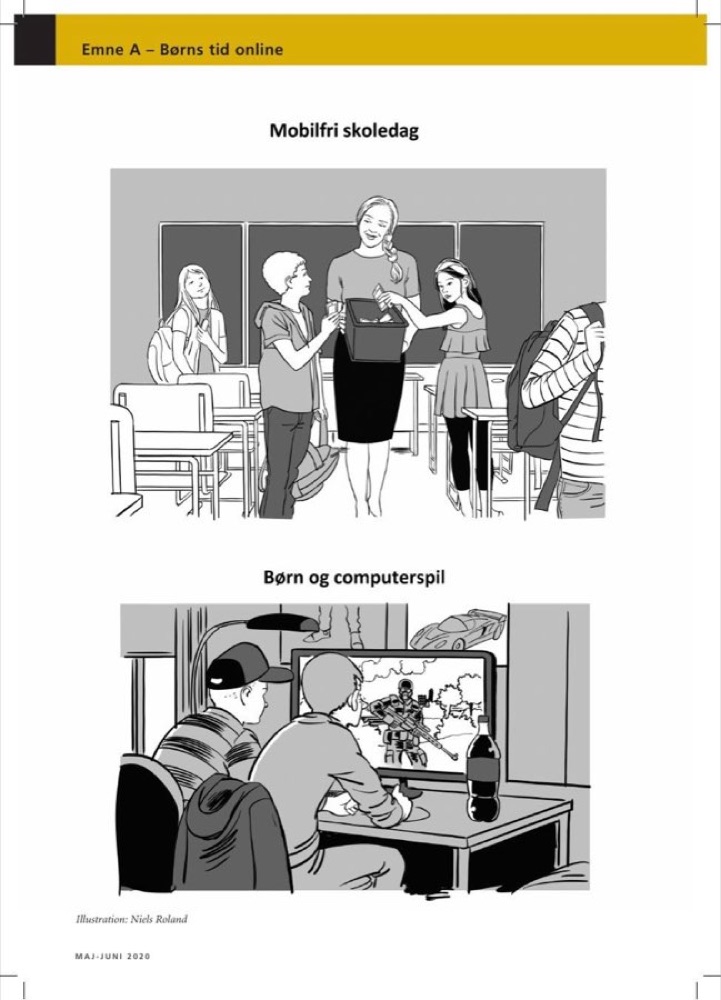 Emne A – Børns tid online
Mobilfri skoledag
Børn og computerspil
Illustration: Niels Roland
MAJ-JUNI 2020